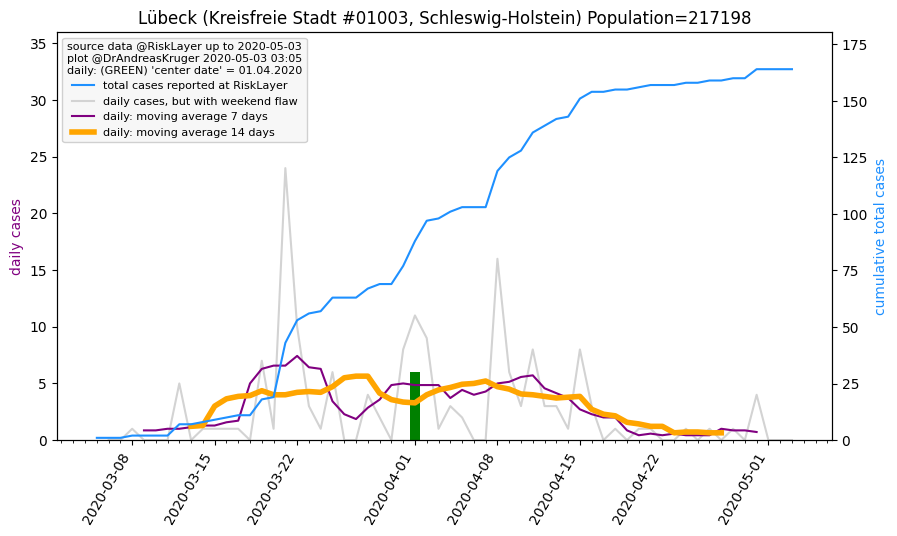 Lübeck (Kreisfreie Stadt #01003, Schleswig-Holstein) Population=217198
source data @RiskLayer up to 2020-05-03
plot @DrAndreasKruger 2020-05-03 03:05
daily: (GREEN) 'center date' = 01.04.2020
total cases reported at RiskLayer
daily cases, but with weekend flaw
daily: moving average 7 days
daily: moving average 14 days
35
30
25
20
15
10
5
0
daily cases
175
150
125
100
75
50
25
0
cumulative total cases
2020-03-08
2020-03-15
2020-03-22
2020-04-01
2020-04-08
2020-04-15
2020-04-22
2020-05-01